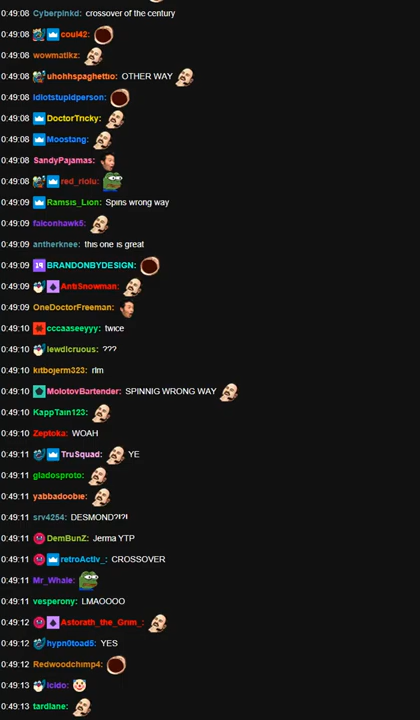 0:49:08 Cyberpinkd: crossover of the century
0:49:08 coul42:
0:49:08 wowmatikz:
0:49:08 uhohhspaghettio: OTHER WAY
0:49:08 Idiotstupidperson:
0:49:08 DoctorTricky:
0:49:08 Moostang:
0:49:08 SandyPajamas:
0:49:08 red_riolu:
0:49:09 Ramsis_Lion: Spins wrong way
0:49:09 falconhawk5:
0:49:09 antherknee: this one is great
0:49:09 19 BRANDONBYDESIGN:
0:49:09 AntiSnowman:
0:49:09 OneDoctorFreeman:
0:49:10 cccaaseeyyy: twice
0:49:10 lewdicruous: ???
0:49:10 kitbojerm323: rim
0:49:10 MolotovBartender: SPINNIG WRONG WAY
0:49:10 KappTain123:
0:49:10 Zeptoka: WOAH
0:49:11 TruSquad: YE
0:49:11 gladosproto:
0:49:11 yabbadoobie:
0:49:11 srv4254: DESMOND?!?!
0:49:11 DemBunZ: Jerma YTP
0:49:11 retroActiv_: CROSSOVER
0:49:11 Mr_Whale:
0:49:11 vesperony: LMAOOOO
0:49:12 Astorath_the_Grim_:
0:49:12 hypn0toad5: YES
0:49:12 Redwoodchimp4:
0:49:13 icido:
0:49:13 tardlane: